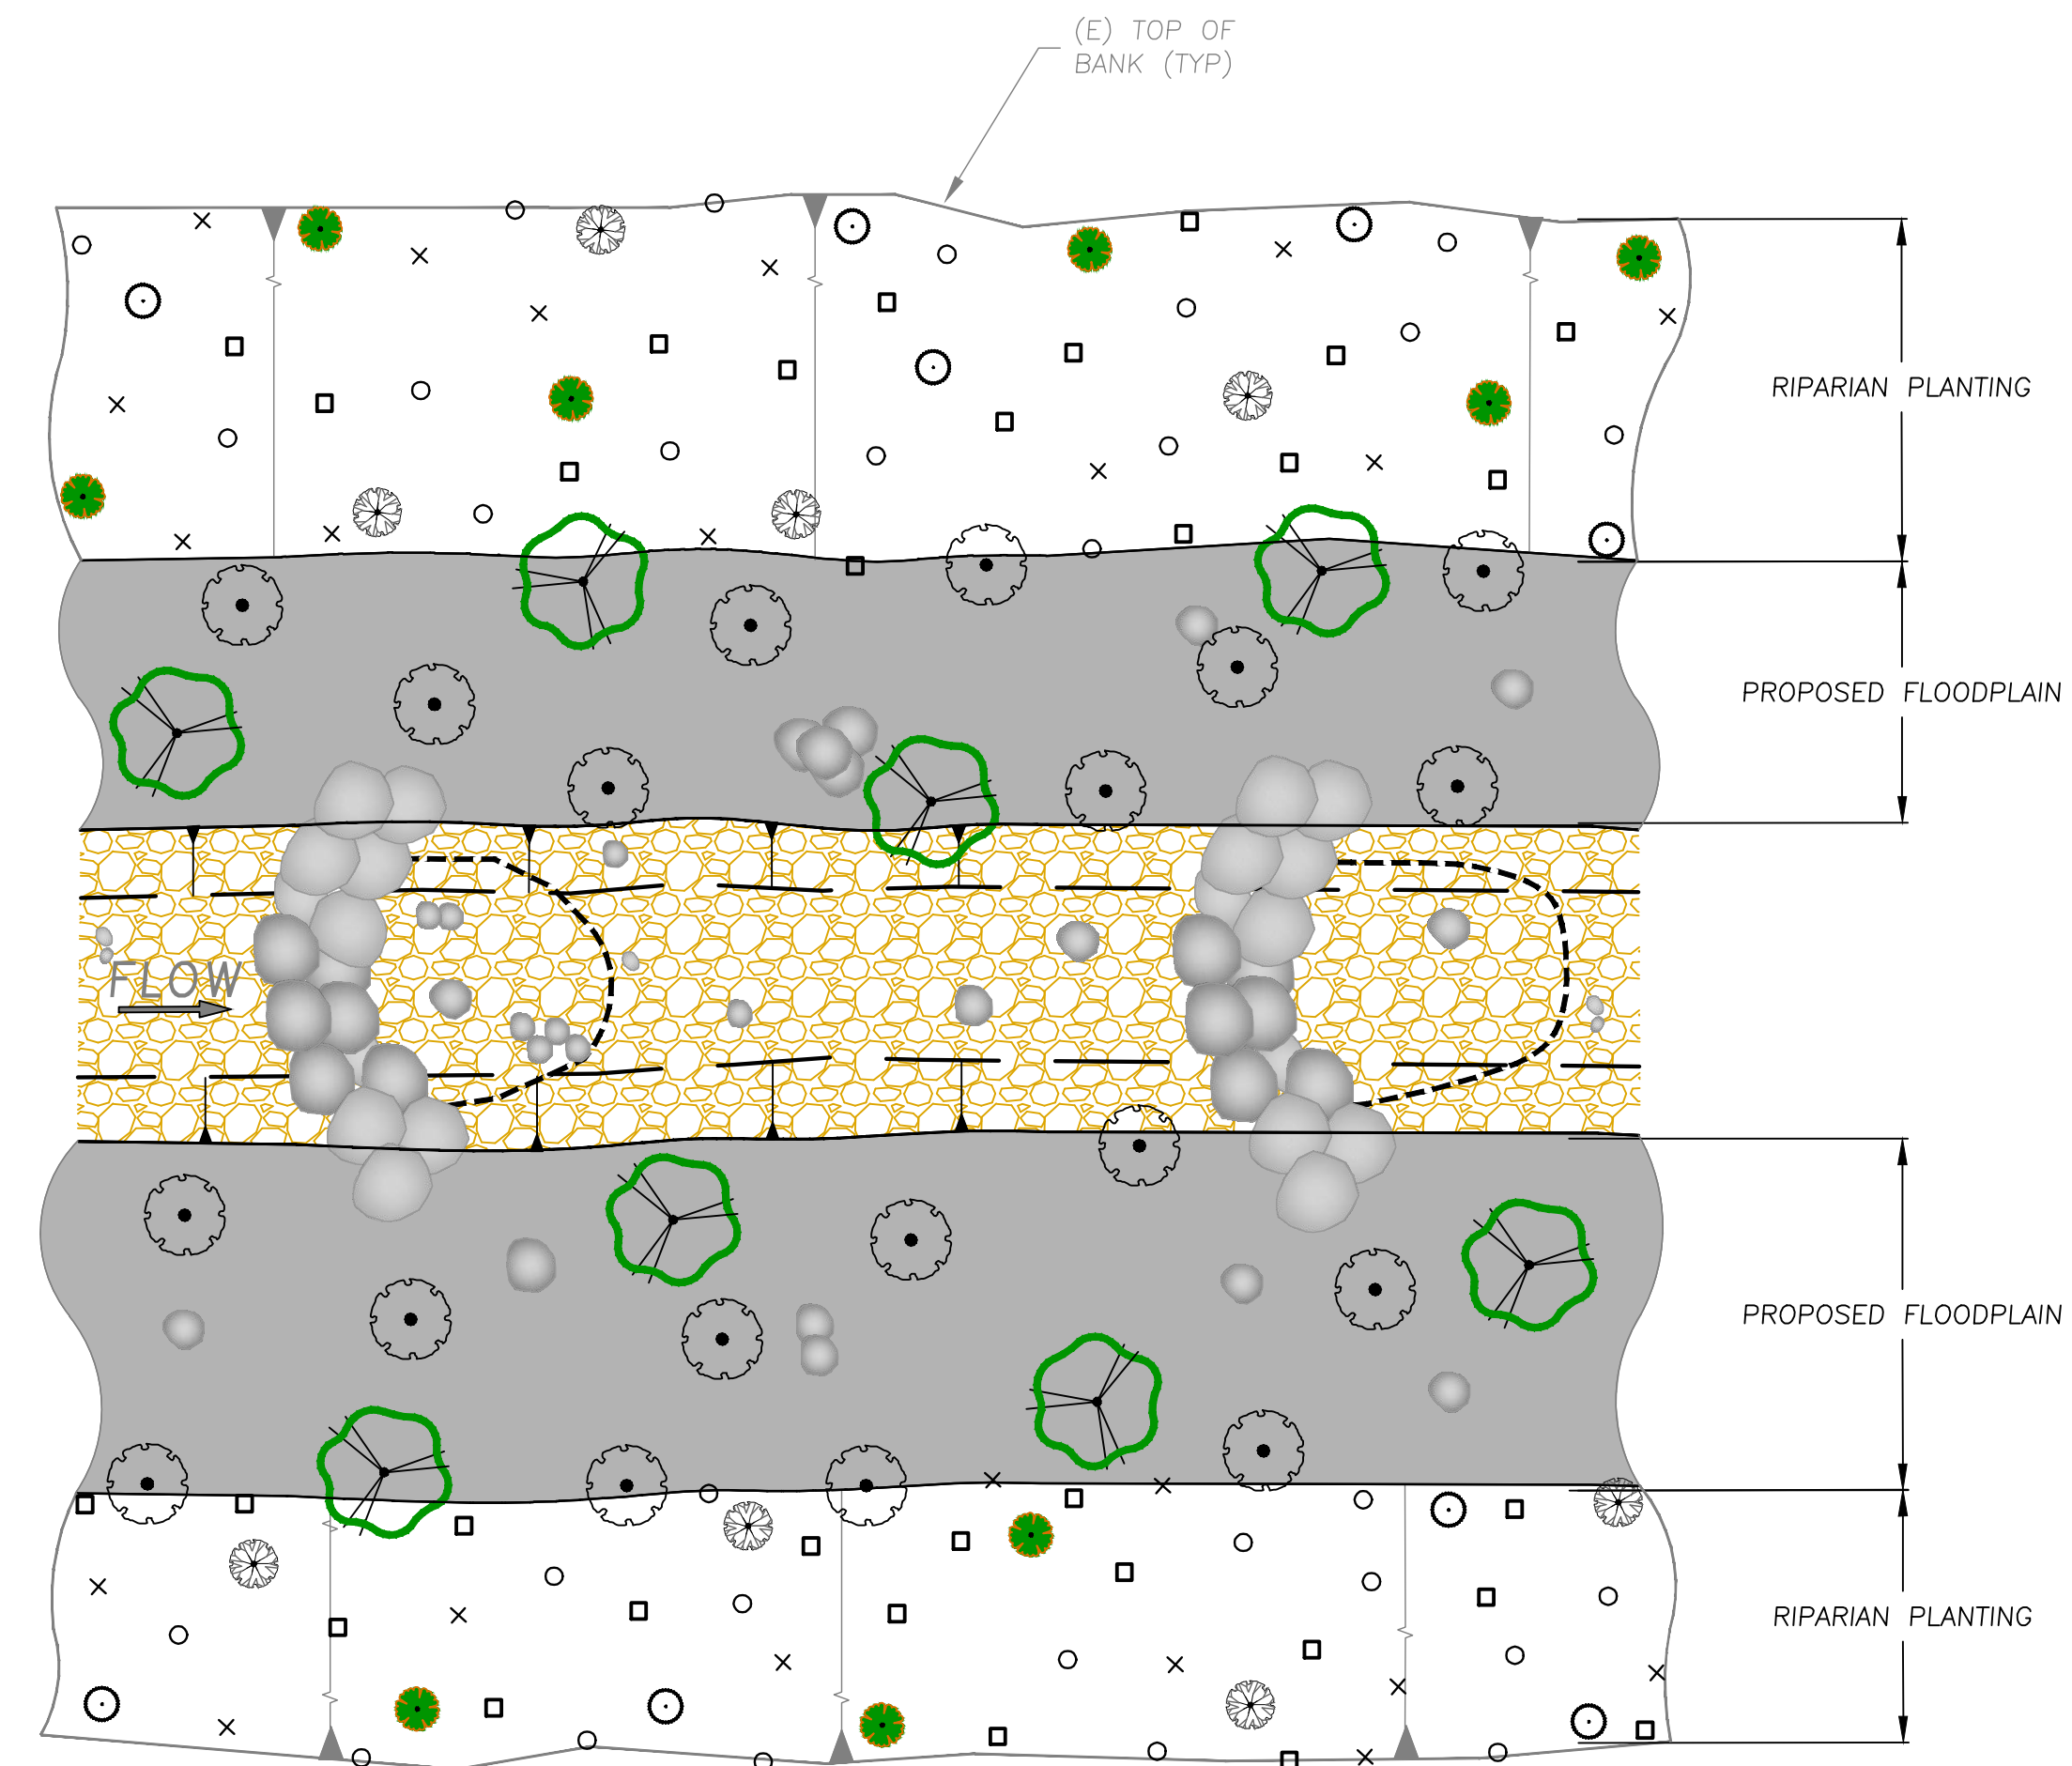 (E) TOP OF
BANK (TYP)
RIPARIAN PLANTING
PROPOSED FLOODPLAIN
FLOW
PROPOSED FLOODPLAIN
RIPARIAN PLANTING